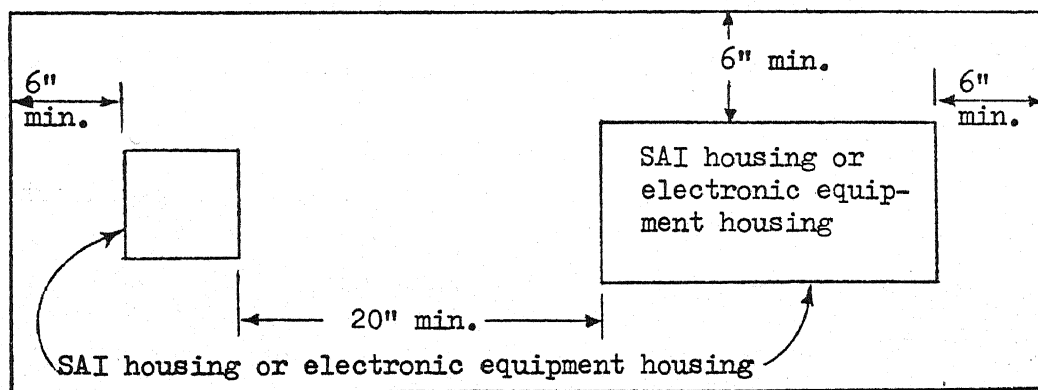 6" min.
6"
min.
6"
min.
SAI housing or
electronic equip-
ment housing
20" min.
SAI housing or electronic equipment housing